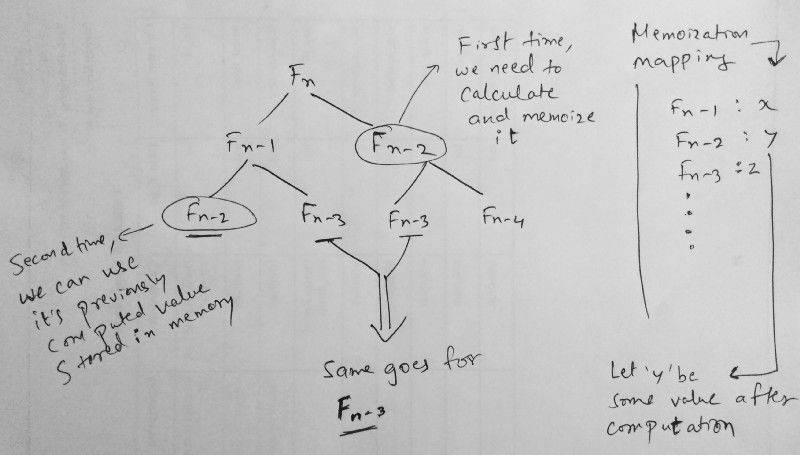 First time,
we need to
calculate
and memoize
it
Memoization
mapping
Fn
Fn-1
Fn-2
Fn-2
Fn-3
Fn-3
Fn-4
Fn-1 : x
Fn-2 : y
Fn-3 : z
Second time,
we can use
it's previously
computed value
Stored in memory
Same goes for
Fn-3
Let 'y' be
some value after
computation